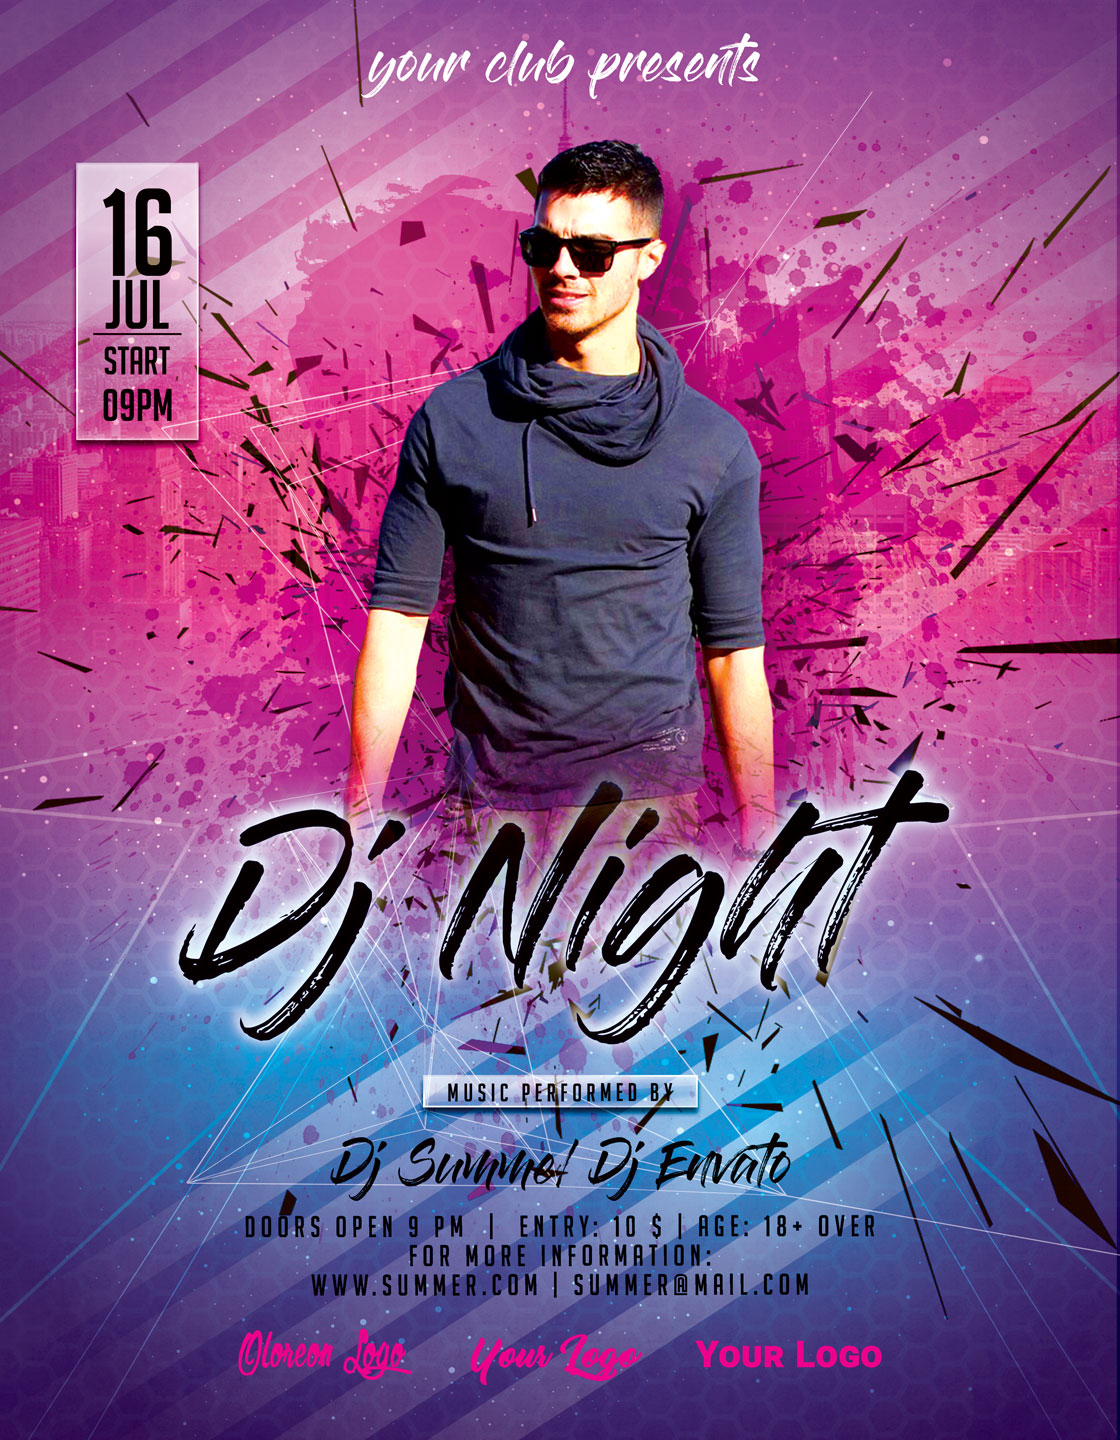 your club presents
16
JUL
START
09PM
Dj Night
MUSIC PERFORMED BY
Dj Summer Dj Envato
DOORS OPEN 9 PM | ENTRY: 10 $ | AGE: 18+ OVER
FOR MORE INFORMATION:
WWW.SUMMER.COM | SUMMER@MAIL.COM
Oloreon Logo Your Logo YOUR LOGO